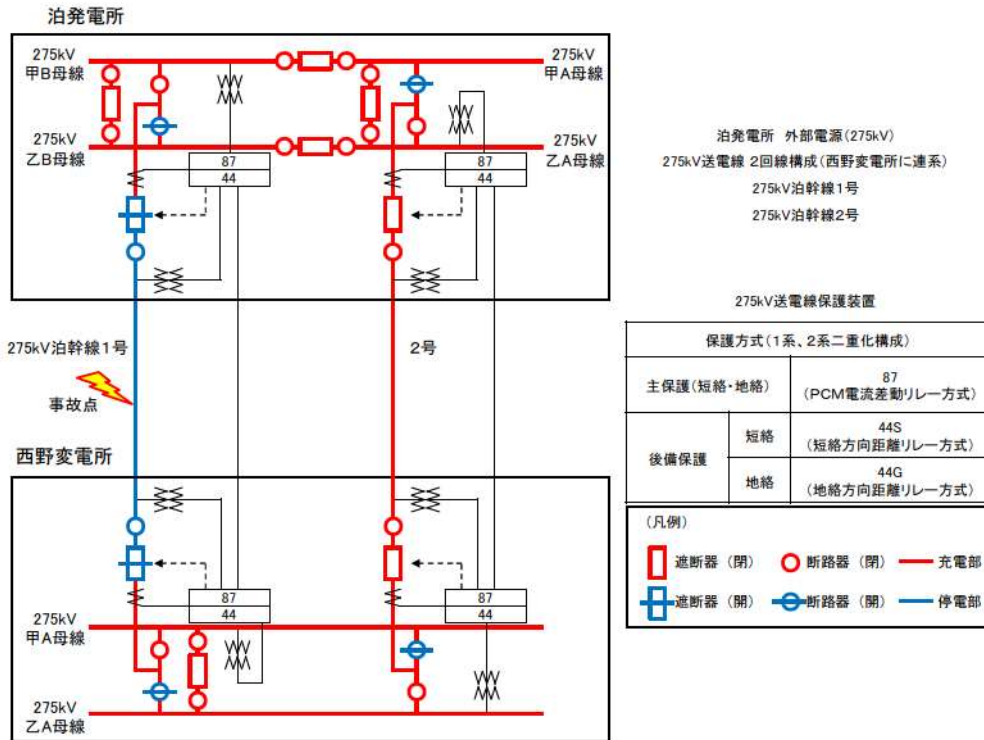 泊発電所
275kV
甲B母線
275kV
甲A母線
275kV
乙B母線
275kV
乙A母線
87
44
87
44
275kV泊幹線1号
2号
事故点
西野変電所
87
44
87
44
275kV
甲A母線
275kV
乙A母線
泊発電所 外部電源(275kV)
275kV送電線 2回線構成(西野変電所に連系)
275kV泊幹線1号
275kV泊幹線2号
275kV送電線保護装置
保護方式(1系、2系二重化構成)
主保護(短絡・地絡)
87
(PCM電流差動リレー方式)
後備保護
短絡
44S
(短絡方向距離リレー方式)
地絡
44G
(地絡方向距離リレー方式)
(凡例)
遮断器 (閉)
断路器 (閉)
充電部
遮断器 (開)
断路器 (開)
停電部